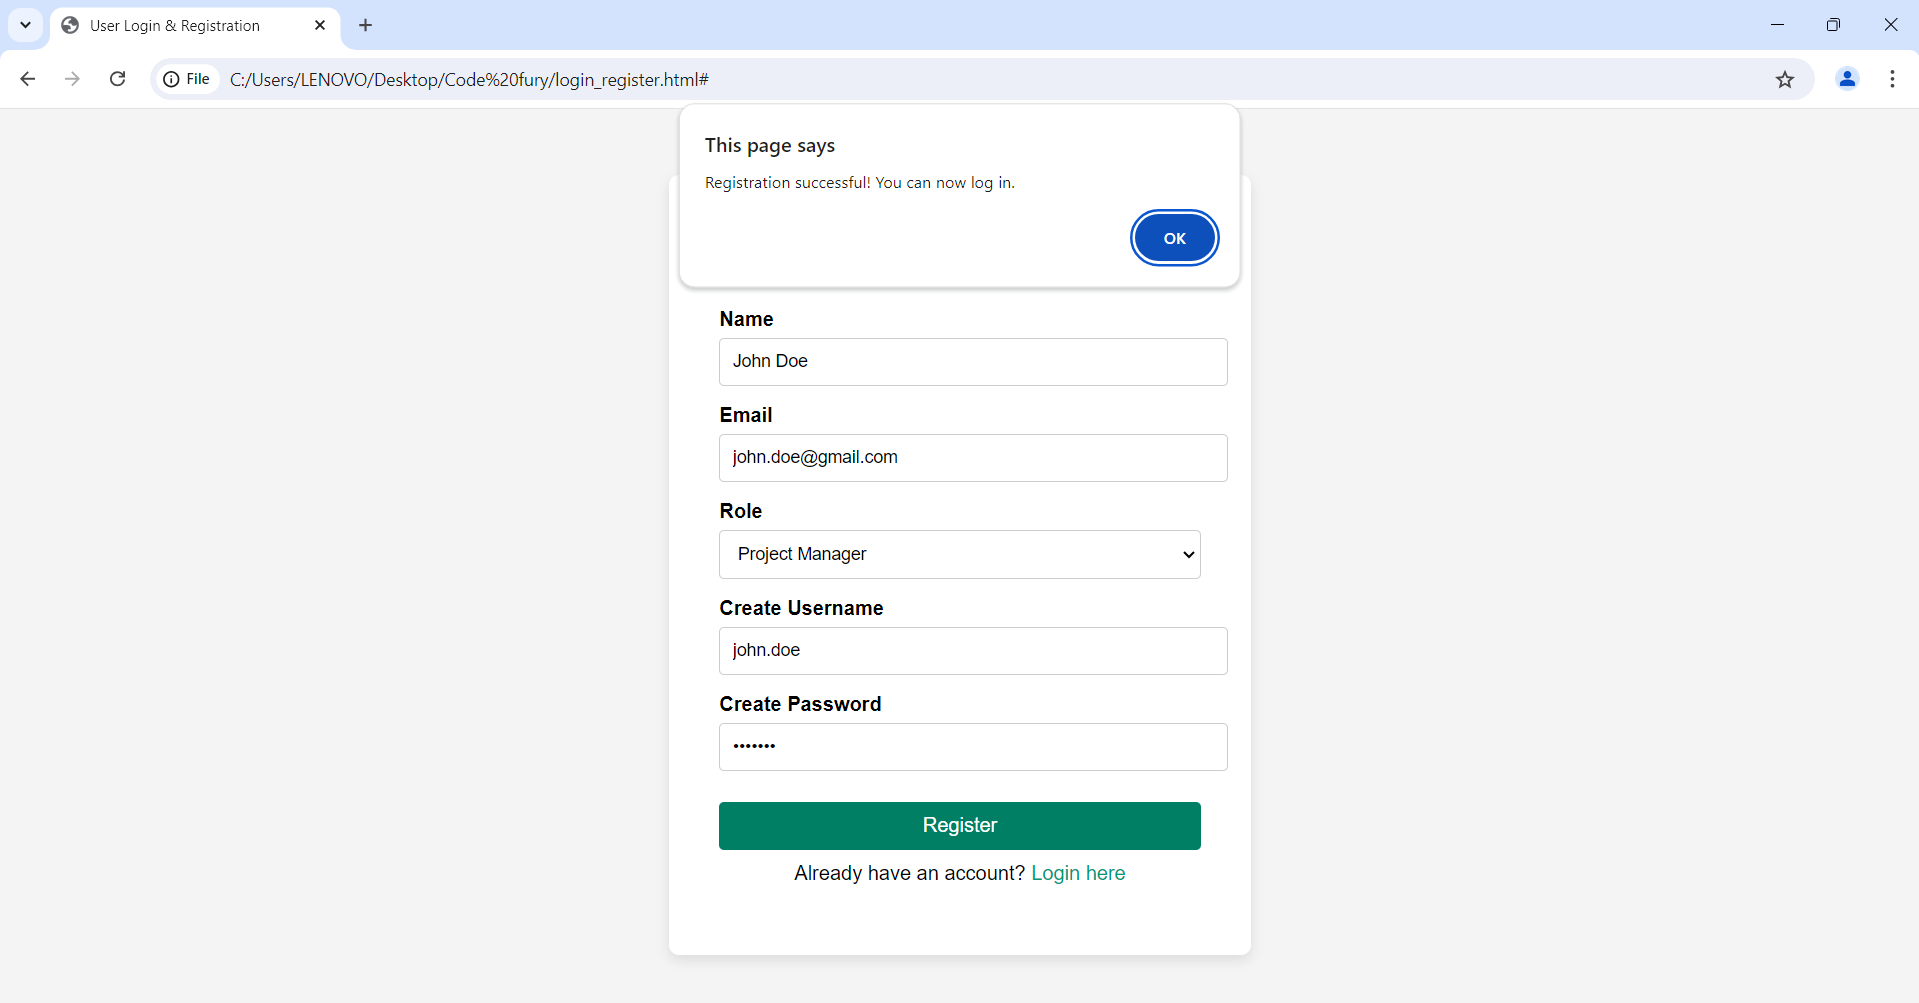 User Login & Registration
File C:/Users/LENOVO/Desktop/Code%20fury/login_register.html#
This page says
Registration successful! You can now log in.
OK
Name
John Doe
Email
john.doe@gmail.com
Role
Project Manager
Create Username
john.doe
Create Password
•••••••
Register
Already have an account? Login here